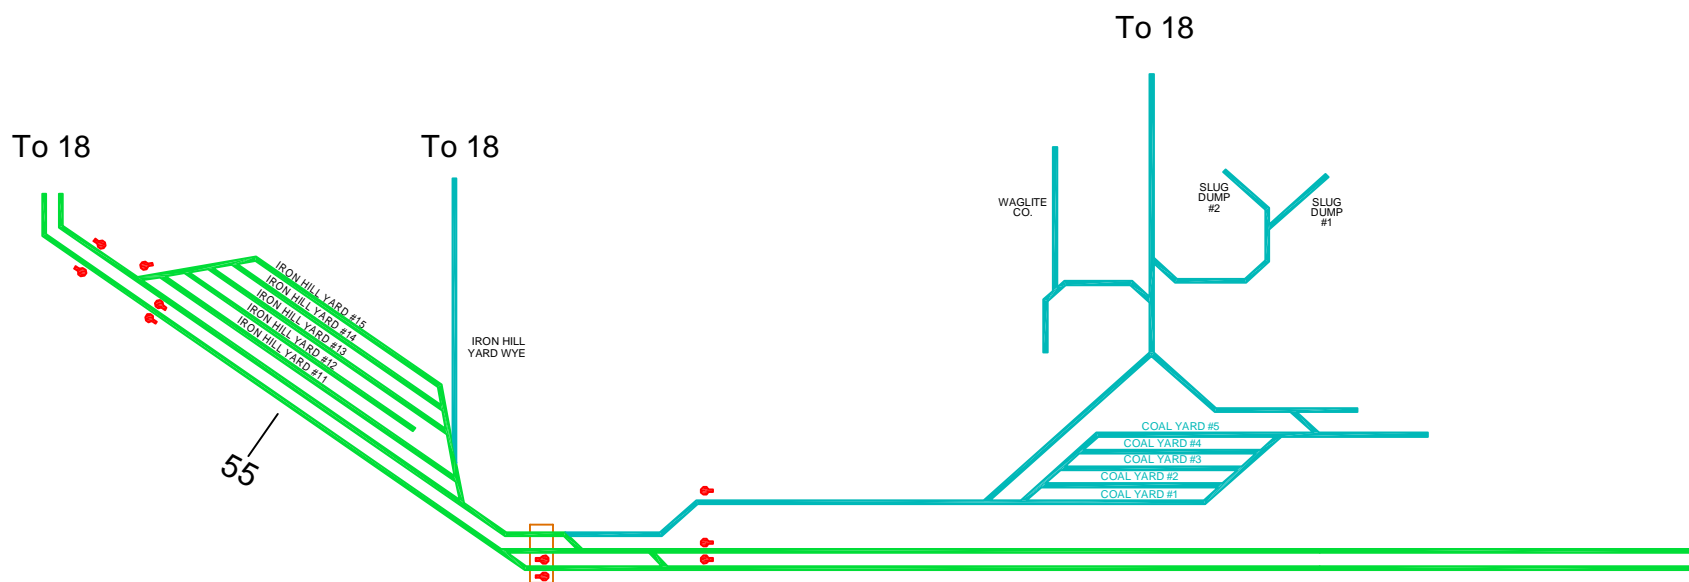 To 18
To 18
To 18
WAGLITE
CO.
SLUG
DUMP
#2
SLUG
DUMP
#1
IRON HILL YARD #15
IRON HILL YARD #14
IRON HILL YARD #13
IRON HILL YARD #12
IRON HILL YARD #11
IRON HILL
YARD WYE
55
COAL YARD #5
COAL YARD #4
COAL YARD #3
COAL YARD #2
COAL YARD #1